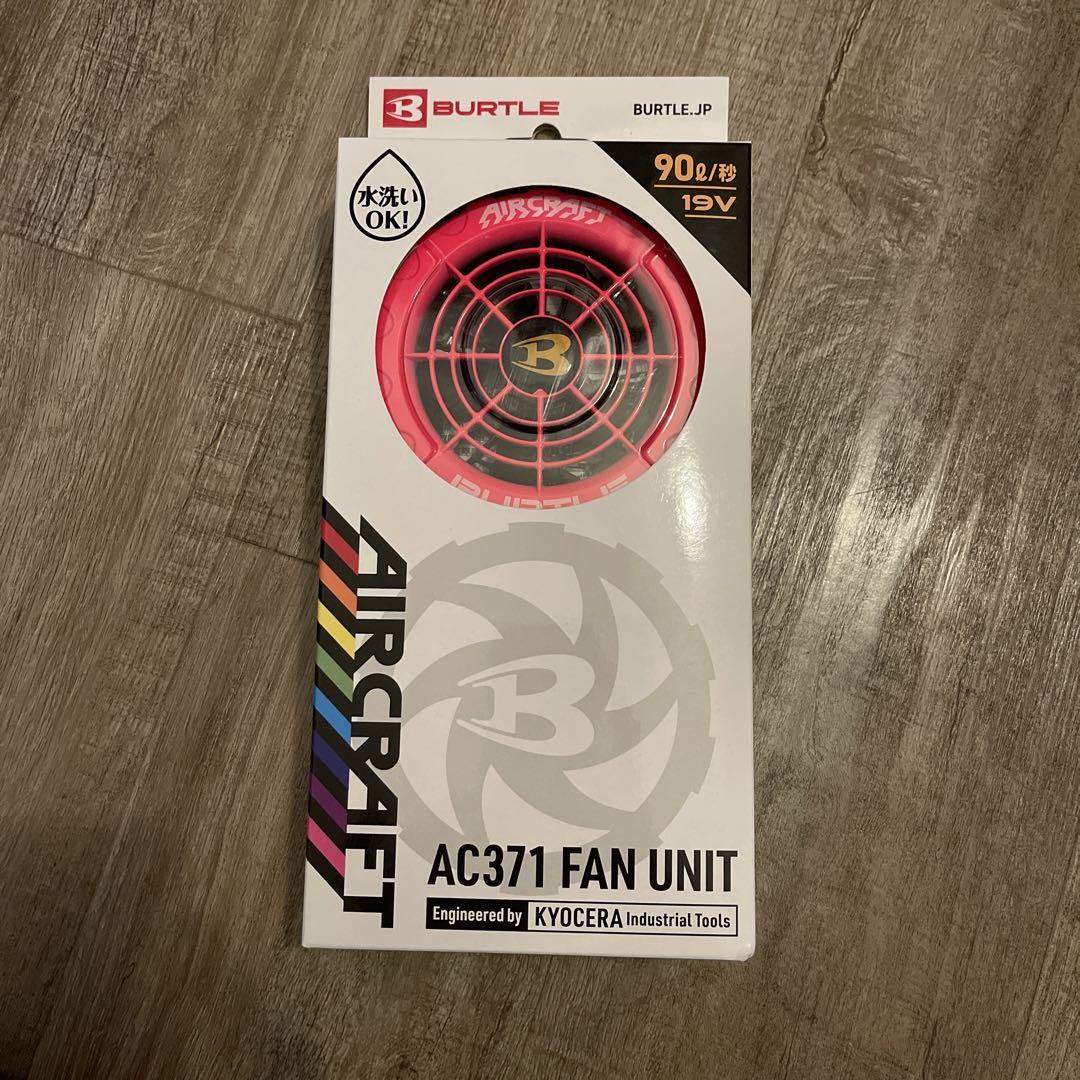 B BURTLE
BURTLE.JP
水洗い
OK!
90ℓ/秒
19V
AIRCRAFT
B
BURTLE
AIRCRAFT
B
AC371 FAN UNIT
Engineered by KYOCERA Industrial Tools